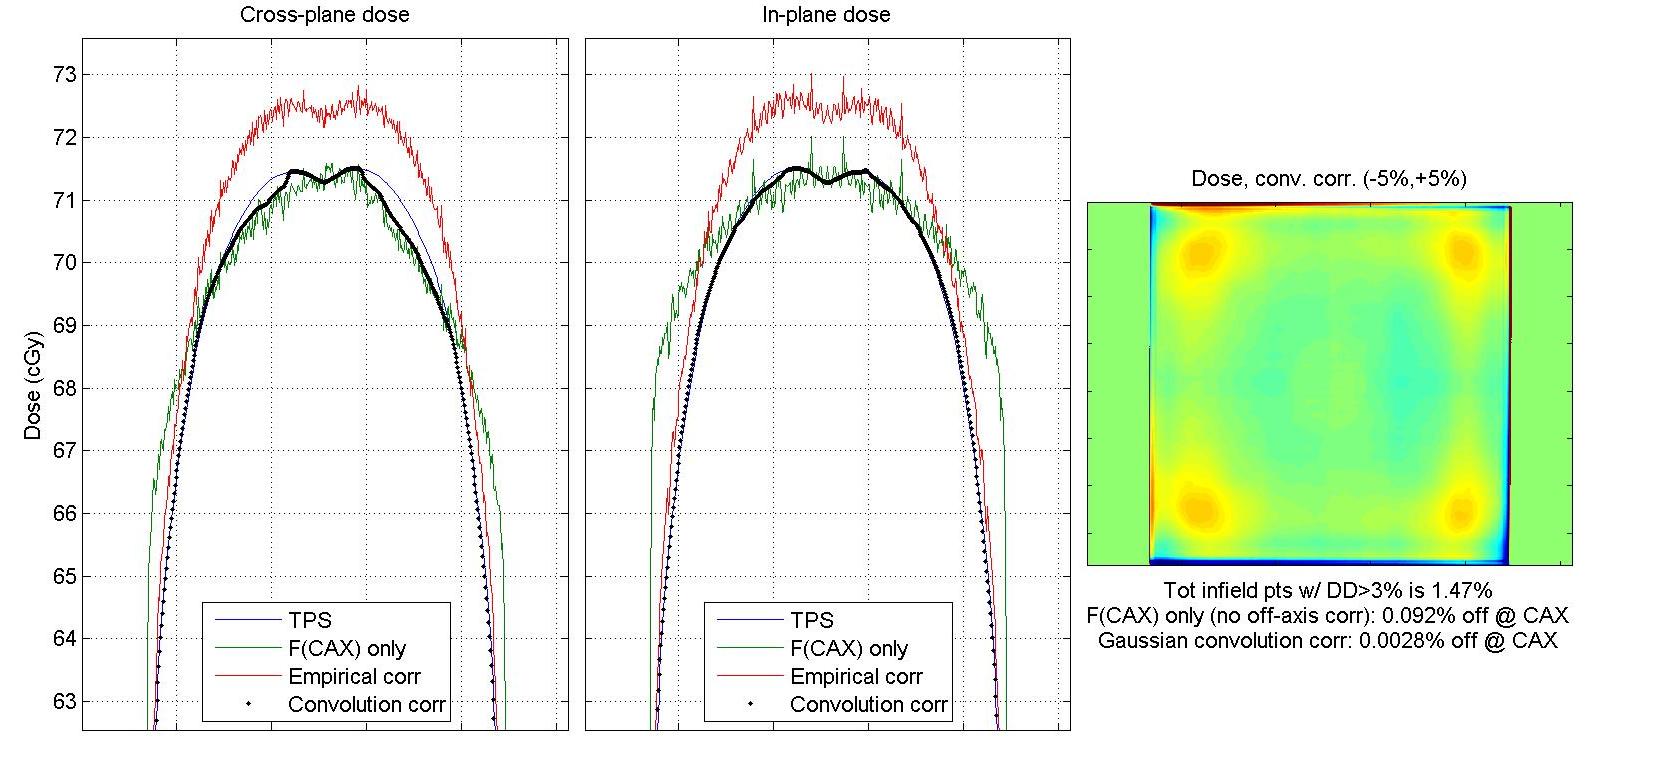 Cross-plane dose
In-plane dose
73
72
71
70
69
68
67
66
65
64
63
Dose (cGy)
TPS
F(CAX) only
Empirical corr
Convolution corr
TPS
F(CAX) only
Empirical corr
Convolution corr
Dose, conv. corr. (-5%,+5%)
Tot infield pts w/ DD>3% is 1.47%
F(CAX) only (no off-axis corr): 0.092% off @ CAX
Gaussian convolution corr: 0.0028% off @ CAX